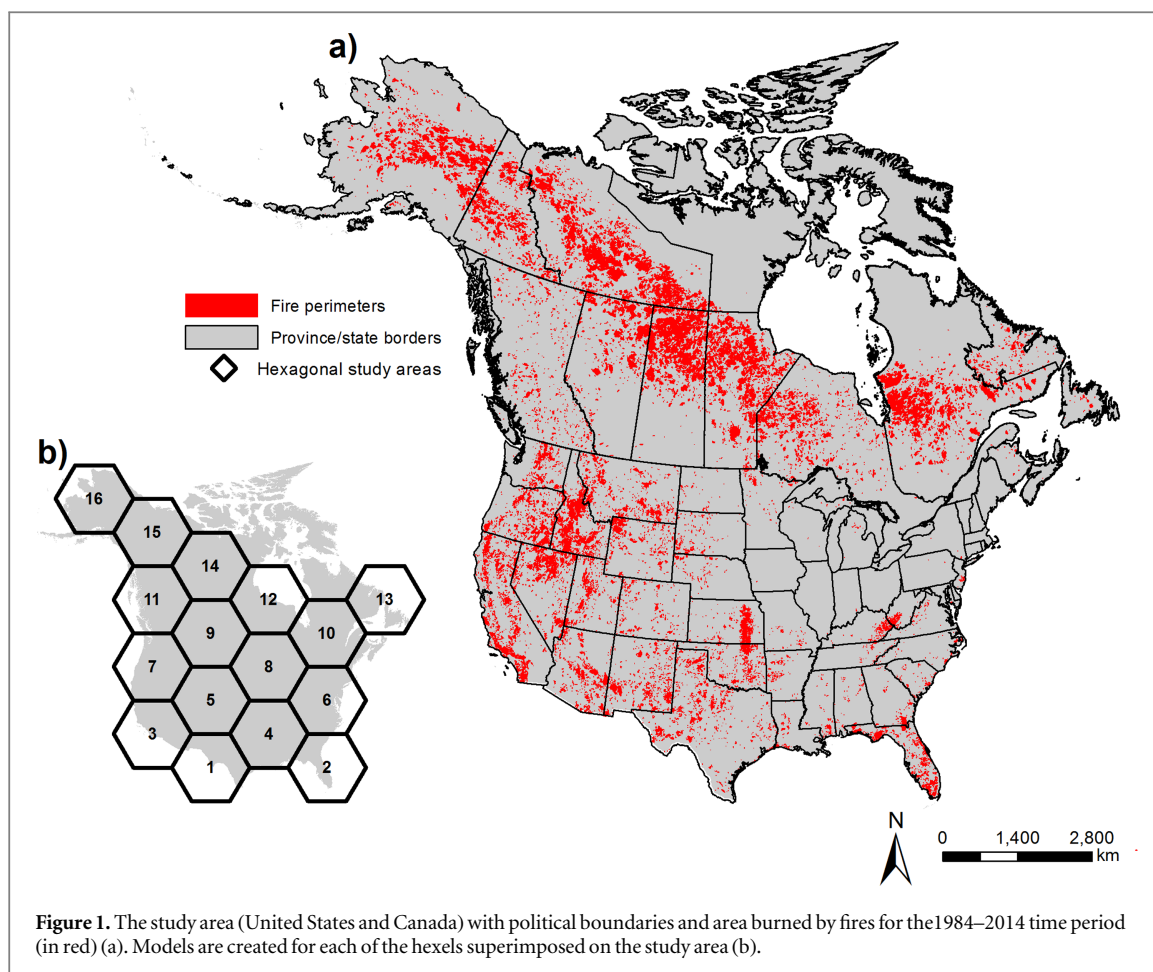 a)
Fire perimeters
Province/state borders
Hexagonal study areas
b)
16
15
14
11
12
13
9
10
7
8
5
6
3
4
1
2
N
0 1,400 2,800
km
Figure 1. The study area (United States and Canada) with political boundaries and area burned by fires for the1984–2014 time period
(in red) (a). Models are created for each of the hexels superimposed on the study area (b).